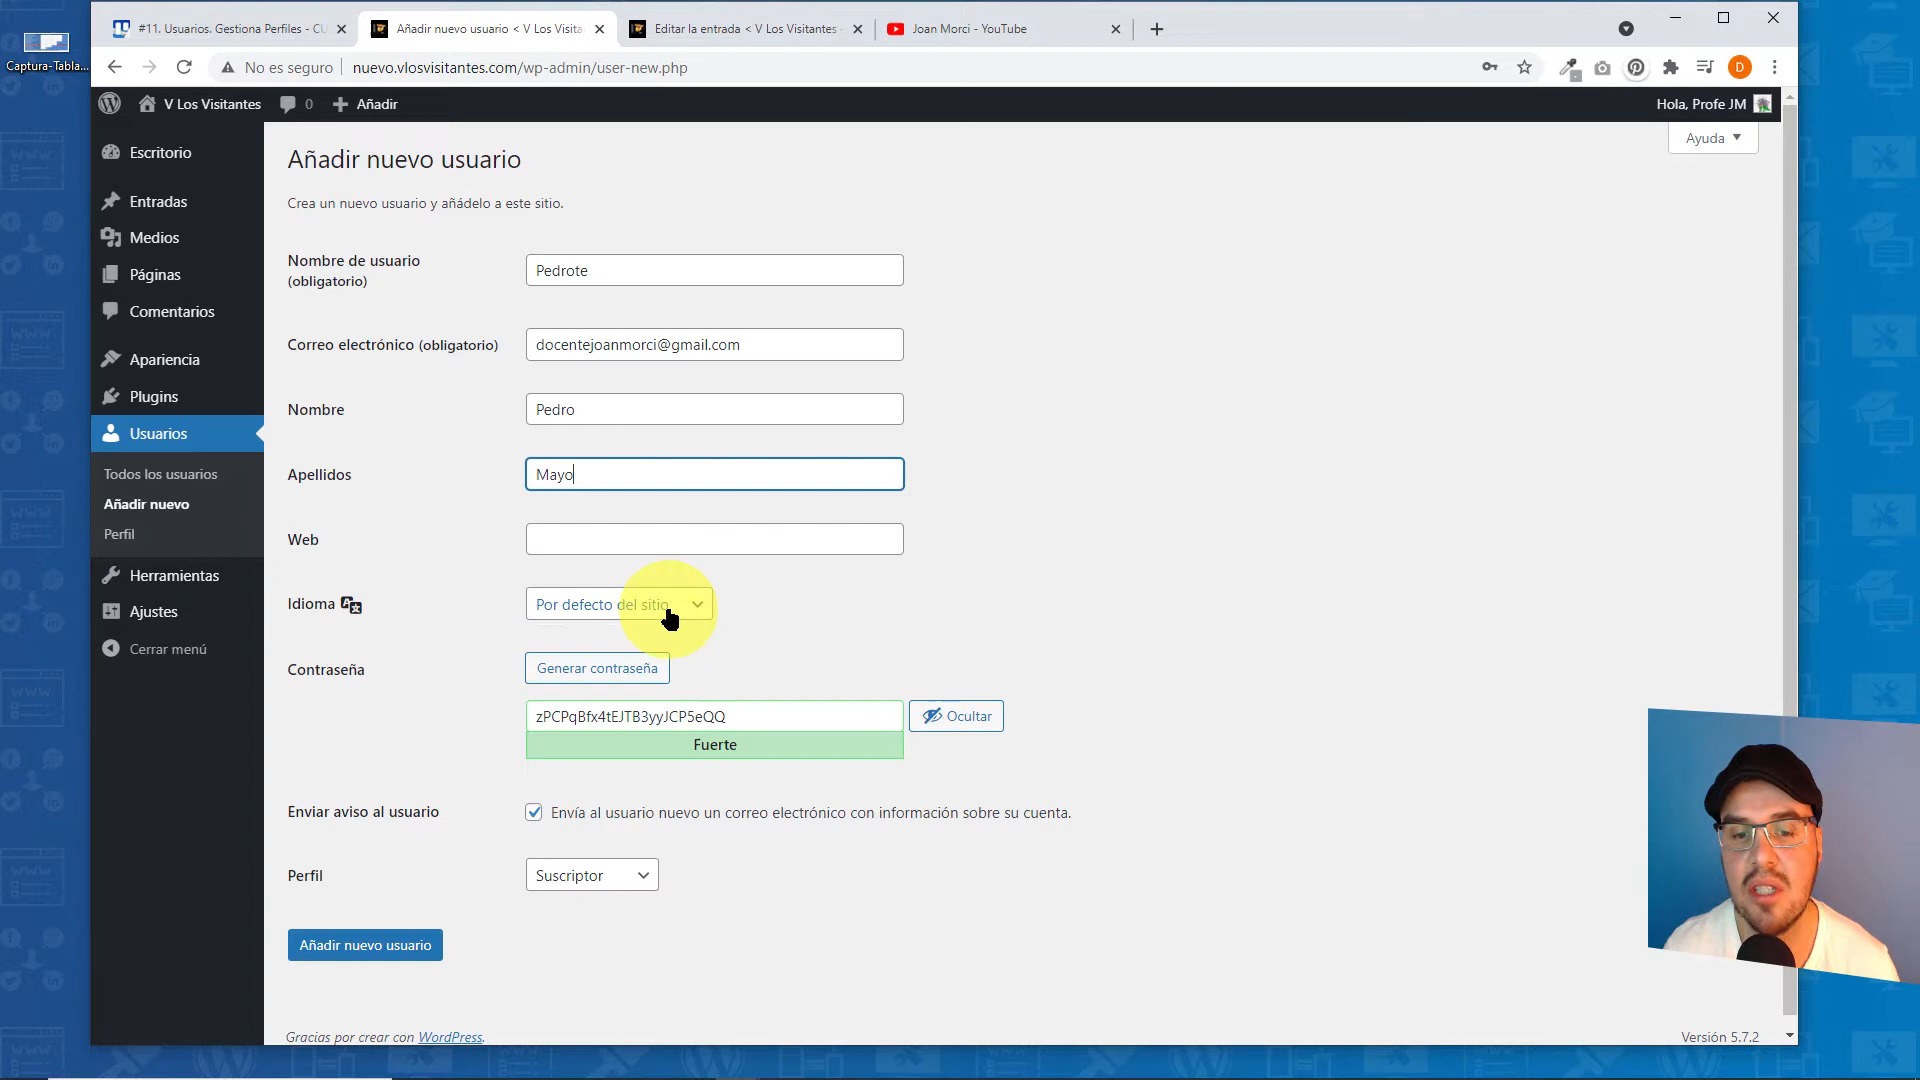 Captura-Tabla...
#11. Usuarios. Gestiona Perfiles - CU
Añadir nuevo usuario < V Los Visita
Editar la entrada < V Los Visitantes -
Joan Morci - YouTube
No es seguro
nuevo.vlosvisitantes.com/wp-admin/user-new.php
D
V Los Visitantes
0
Añadir
Hola, Profe JM
Ayuda
Escritorio
Entradas
Medios
Páginas
Comentarios
Apariencia
Plugins
Usuarios
Todos los usuarios
Añadir nuevo
Perfil
Herramientas
Ajustes
Cerrar menú
Añadir nuevo usuario
Crea un nuevo usuario y añádelo a este sitio.
Nombre de usuario
(obligatorio)
Pedrote
Correo electrónico (obligatorio)
docentejoanmorci@gmail.com
Nombre
Pedro
Apellidos
Mayo
Web
Idioma
Por defecto del sitio
Contraseña
Generar contraseña
zPCPqBfx4tEJTB3yyJCP5eQQ
Ocultar
Fuerte
Enviar aviso al usuario
Envía al usuario nuevo un correo electrónico con información sobre su cuenta.
Perfil
Suscriptor
Añadir nuevo usuario
Gracias por crear con WordPress.
Versión 5.7.2